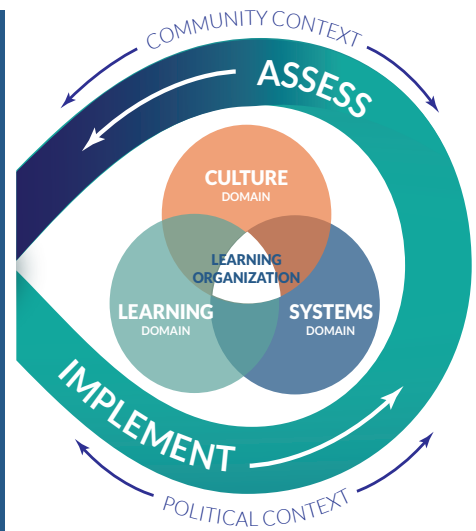 COMMUNITY CONTEXT
ASSESS
CULTURE
DOMAIN
LEARNING
ORGANIZATION
LEARNING
DOMAIN
SYSTEMS
DOMAIN
IMPLEMENT
POLITICAL CONTEXT